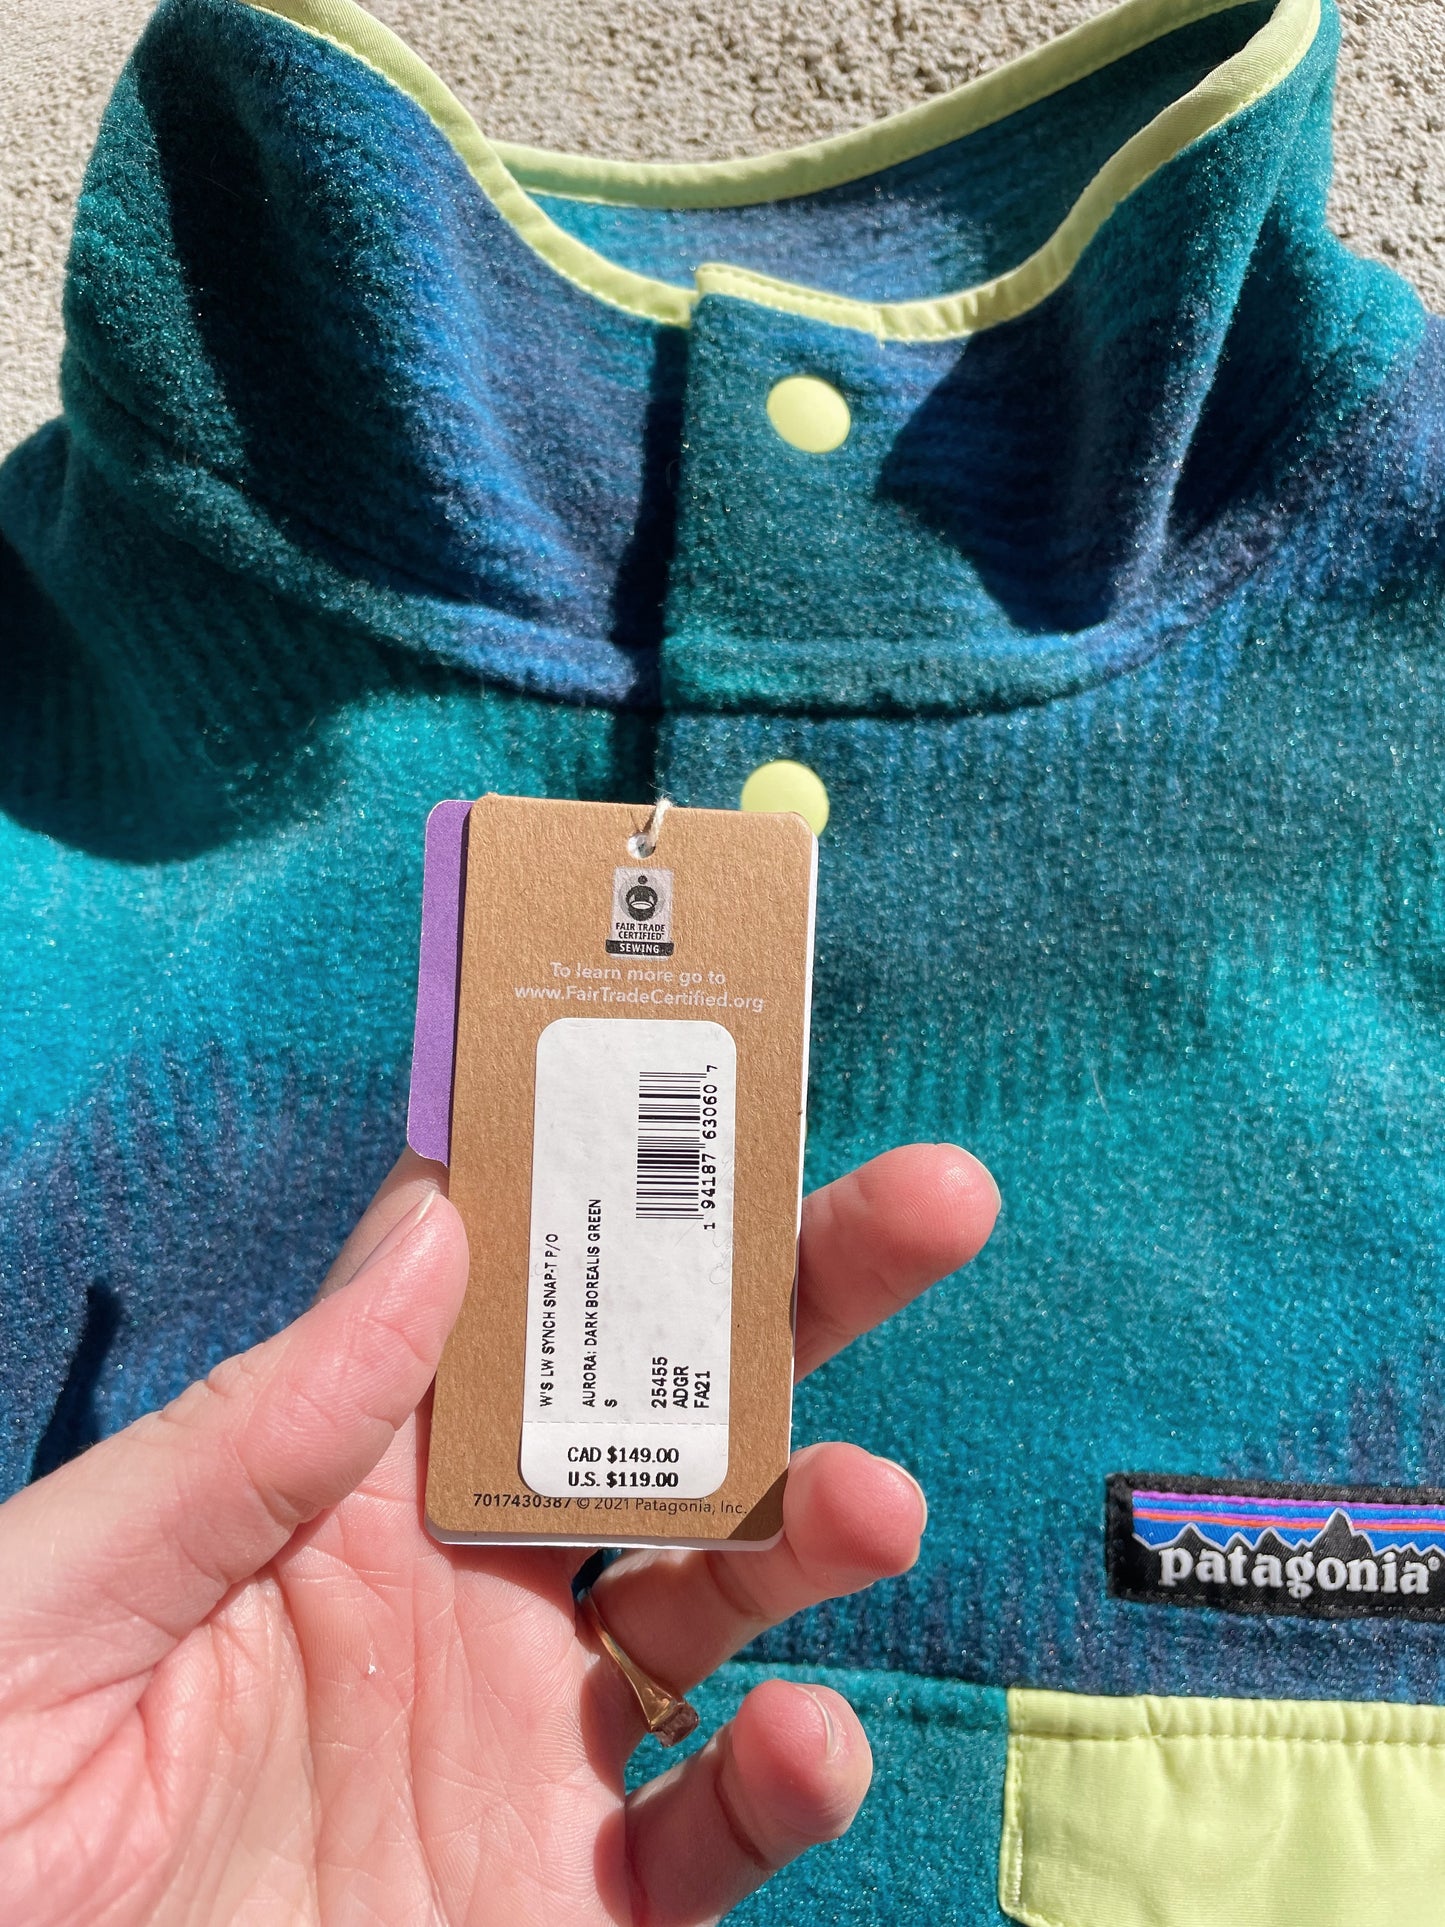 FAIR TRADE
CERTIFIED™
SEWING
To learn more go to
www.FairTradeCertified.org
1 94187 63060 7
W'S LW SYNCH SNAP-T P/O
AURORA: DARK BOREALIS GREEN
S
25455
ADGR
FA21
CAD $149.00
U.S. $119.00
7017430387 © 2021 Patagonia, Inc.
patagonia®